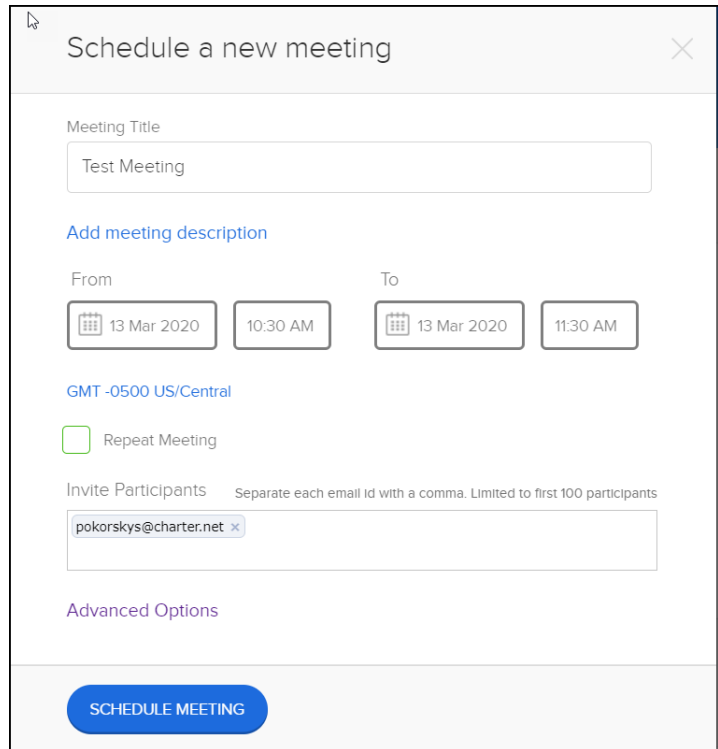 Schedule a new meeting
Meeting Title
Test Meeting
Add meeting description
From To
13 Mar 2020 10:30 AM 13 Mar 2020 11:30 AM
GMT -0500 US/Central
Repeat Meeting
Invite Participants Separate each email id with a comma. Limited to first 100 participants
pokorskys@charter.net ×
Advanced Options
SCHEDULE MEETING